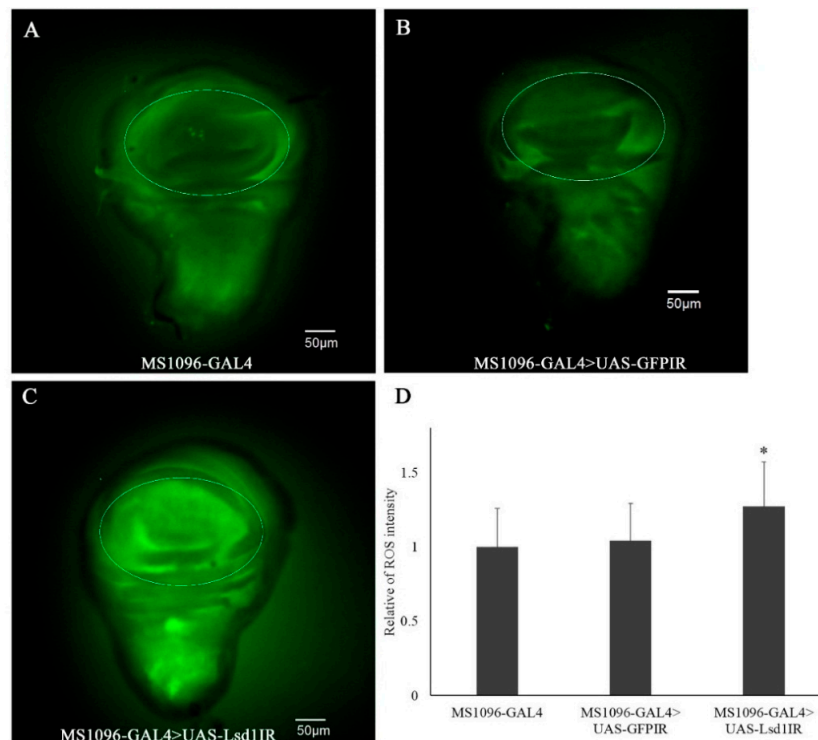 A
50µm
MS1096-GAL4
B
50µm
MS1096-GAL4>UAS-GFPIR
C
50µm
MS1096-GAL4>UAS-Lsd1IR
D
Relative of ROS intensity
1.5
1
0.5
0
*
MS1096-GAL4
MS1096-GAL4>
UAS-GFPIR
MS1096-GAL4>
UAS-Lsd1IR